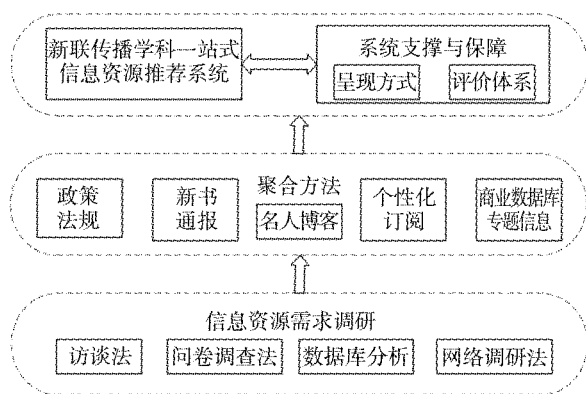 新联传播学科一站式
信息资源推荐系统
系统支撑与保障
呈现方式
评价体系
聚合方法
政策
法规
新书
通报
名人博客
个性化
订阅
商业数据库
专题信息
信息资源需求调研
访谈法
问卷调查法
数据库分析
网络调研法